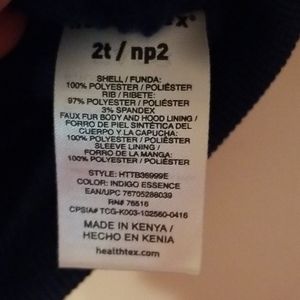 2t / np2
SHELL / FUNDA:
100% POLYESTER / POLIÉSTER
RIB / RIBETE:
97% POLYESTER / POLIÉSTER
3% SPANDEX
FAUX FUR BODY AND HOOD LINING /
FORRO DE PIEL SINTÉTICA DEL
CUERPO Y LA CAPUCHA:
100% POLYESTER / POLIÉSTER
SLEEVE LINING /
FORRO DE LA MANGA:
100% POLYESTER / POLIÉSTER
STYLE: HTTB36999E
COLOR: INDIGO ESSENCE
EAN/UPC 76705288039
RN# 76516
CPSIA# TCG-K003-102560-0416
MADE IN KENYA/
HECHO EN KENIA
healthtex.com